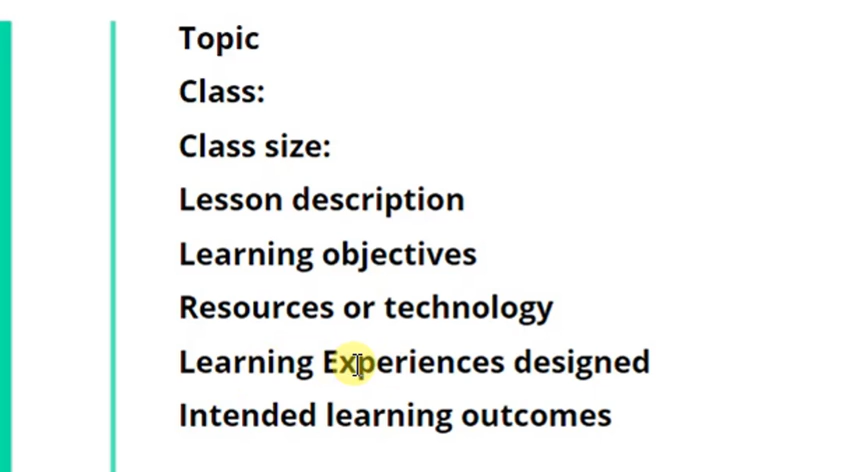 Topic
Class:
Class size:
Lesson description
Learning objectives
Resources or technology
Learning Experiences designed
Intended learning outcomes